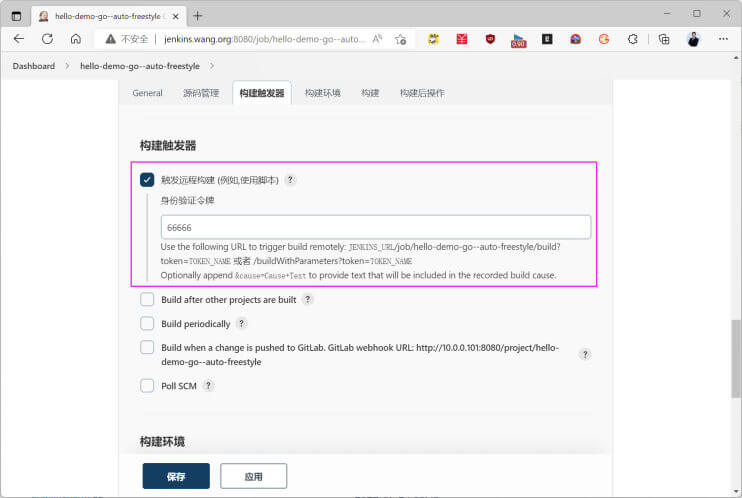 hello-demo-go--auto-freestyle
不安全 jenkins.wang.org:8080/job/hello-demo-go--auto...
0.90
Dashboard hello-demo-go--auto-freestyle
General 源码管理 构建触发器 构建环境 构建 构建后操作
构建触发器
触发远程构建 (例如,使用脚本) ?
身份验证令牌
66666
Use the following URL to trigger build remotely: JENKINS_URL/job/hello-demo-go--auto-freestyle/build?
token=TOKEN_NAME 或者 /buildWithParameters?token=TOKEN_NAME
Optionally append &cause=Cause+Text to provide text that will be included in the recorded build cause.
Build after other projects are built ?
Build periodically ?
Build when a change is pushed to GitLab. GitLab webhook URL: http://10.0.0.101:8080/project/hello-
demo-go--auto-freestyle ?
Poll SCM ?
构建环境
保存 应用